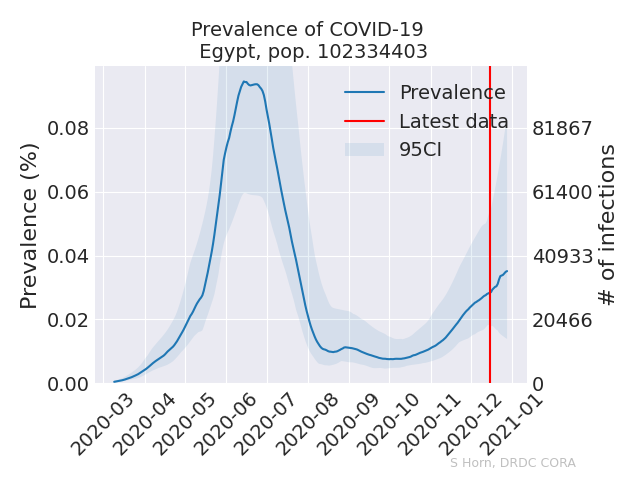 Prevalence of COVID-19
Egypt, pop. 102334403
Prevalence
Latest data
95CI
Prevalence (%)
0.08
0.06
0.04
0.02
0.00
81867
61400
40933
20466
0
# of infections
2020-03
2020-04
2020-05
2020-06
2020-07
2020-08
2020-09
2020-10
2020-11
2020-12
2021-01
S Horn, DRDC CORA